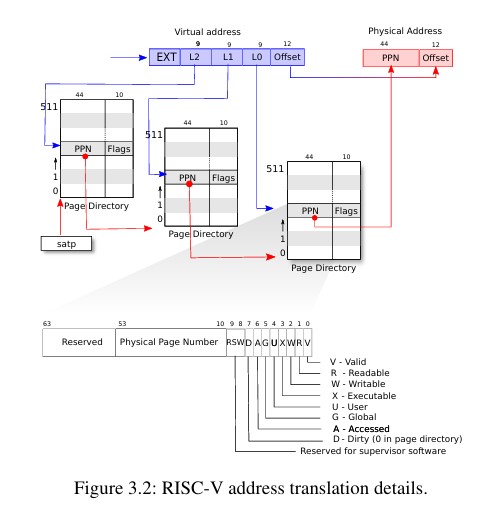 Virtual address
Physical Address
9 9 9 12
EXT L2 L1 L0 Offset
44 12
PPN Offset
44 10
511
PPN Flags
1
0
Page Directory
satp
44 10
511
PPN Flags
1
0
Page Directory
44 10
511
PPN Flags
1
0
Page Directory
63 53 10 9 8 7 6 5 4 3 2 1 0
Reserved Physical Page Number RSW D A G U X W R V
V - Valid
R - Readable
W - Writable
X - Executable
U - User
G - Global
A - Accessed
D - Dirty (0 in page directory)
Reserved for supervisor software
Figure 3.2: RISC-V address translation details.